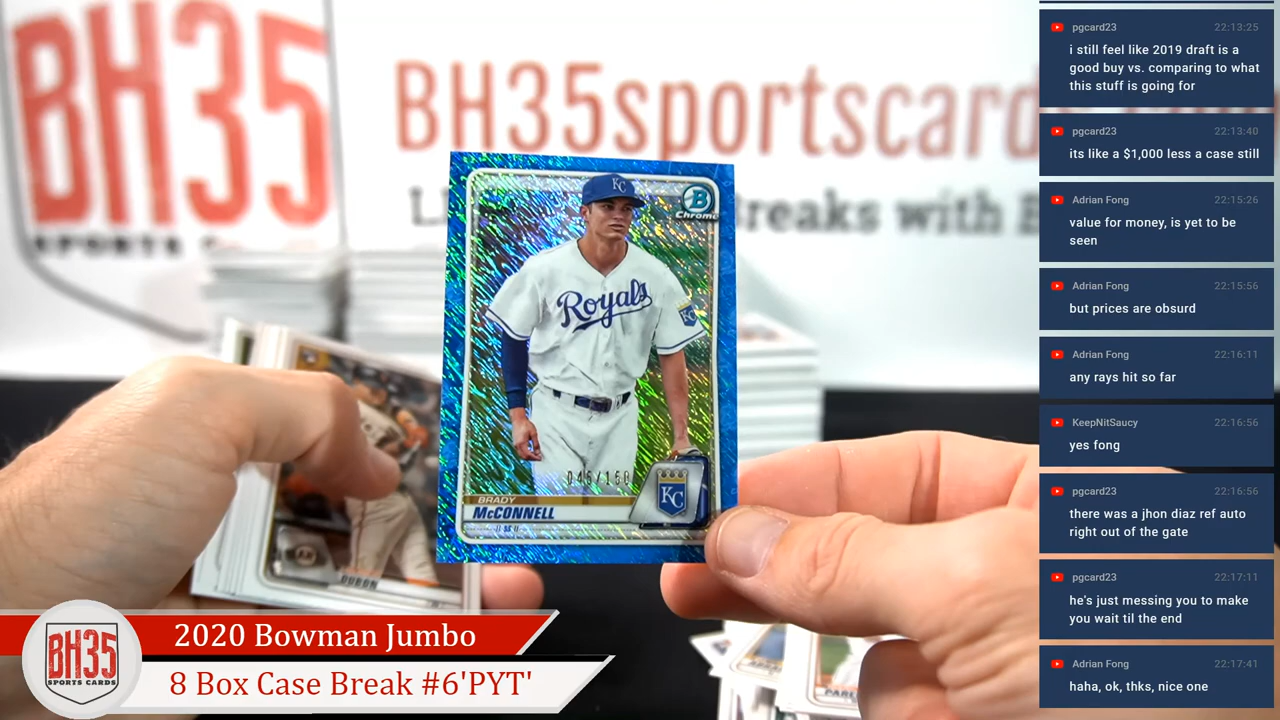 BH35
SPORTS CARDS
BH35sportscard
Breaks with
KC
B
Chrome
Royals
KC
BRADY
McCONNELL
KC
DUBON
BH35
SPORTS CARDS
2020 Bowman Jumbo
8 Box Case Break #6'PYT'
pgcard23 22:13:25
i still feel like 2019 draft is a
good buy vs. comparing to what
this stuff is going for
pgcard23 22:13:40
its like a $1,000 less a case still
Adrian Fong 22:15:26
value for money, is yet to be
seen
Adrian Fong 22:15:56
but prices are obsurd
Adrian Fong 22:16:11
any rays hit so far
KeepNitSaucy 22:16:56
yes fong
pgcard23 22:16:56
there was a jhon diaz ref auto
right out of the gate
pgcard23 22:17:11
he's just messing you to make
you wait til the end
Adrian Fong 22:17:41
haha, ok, thks, nice one